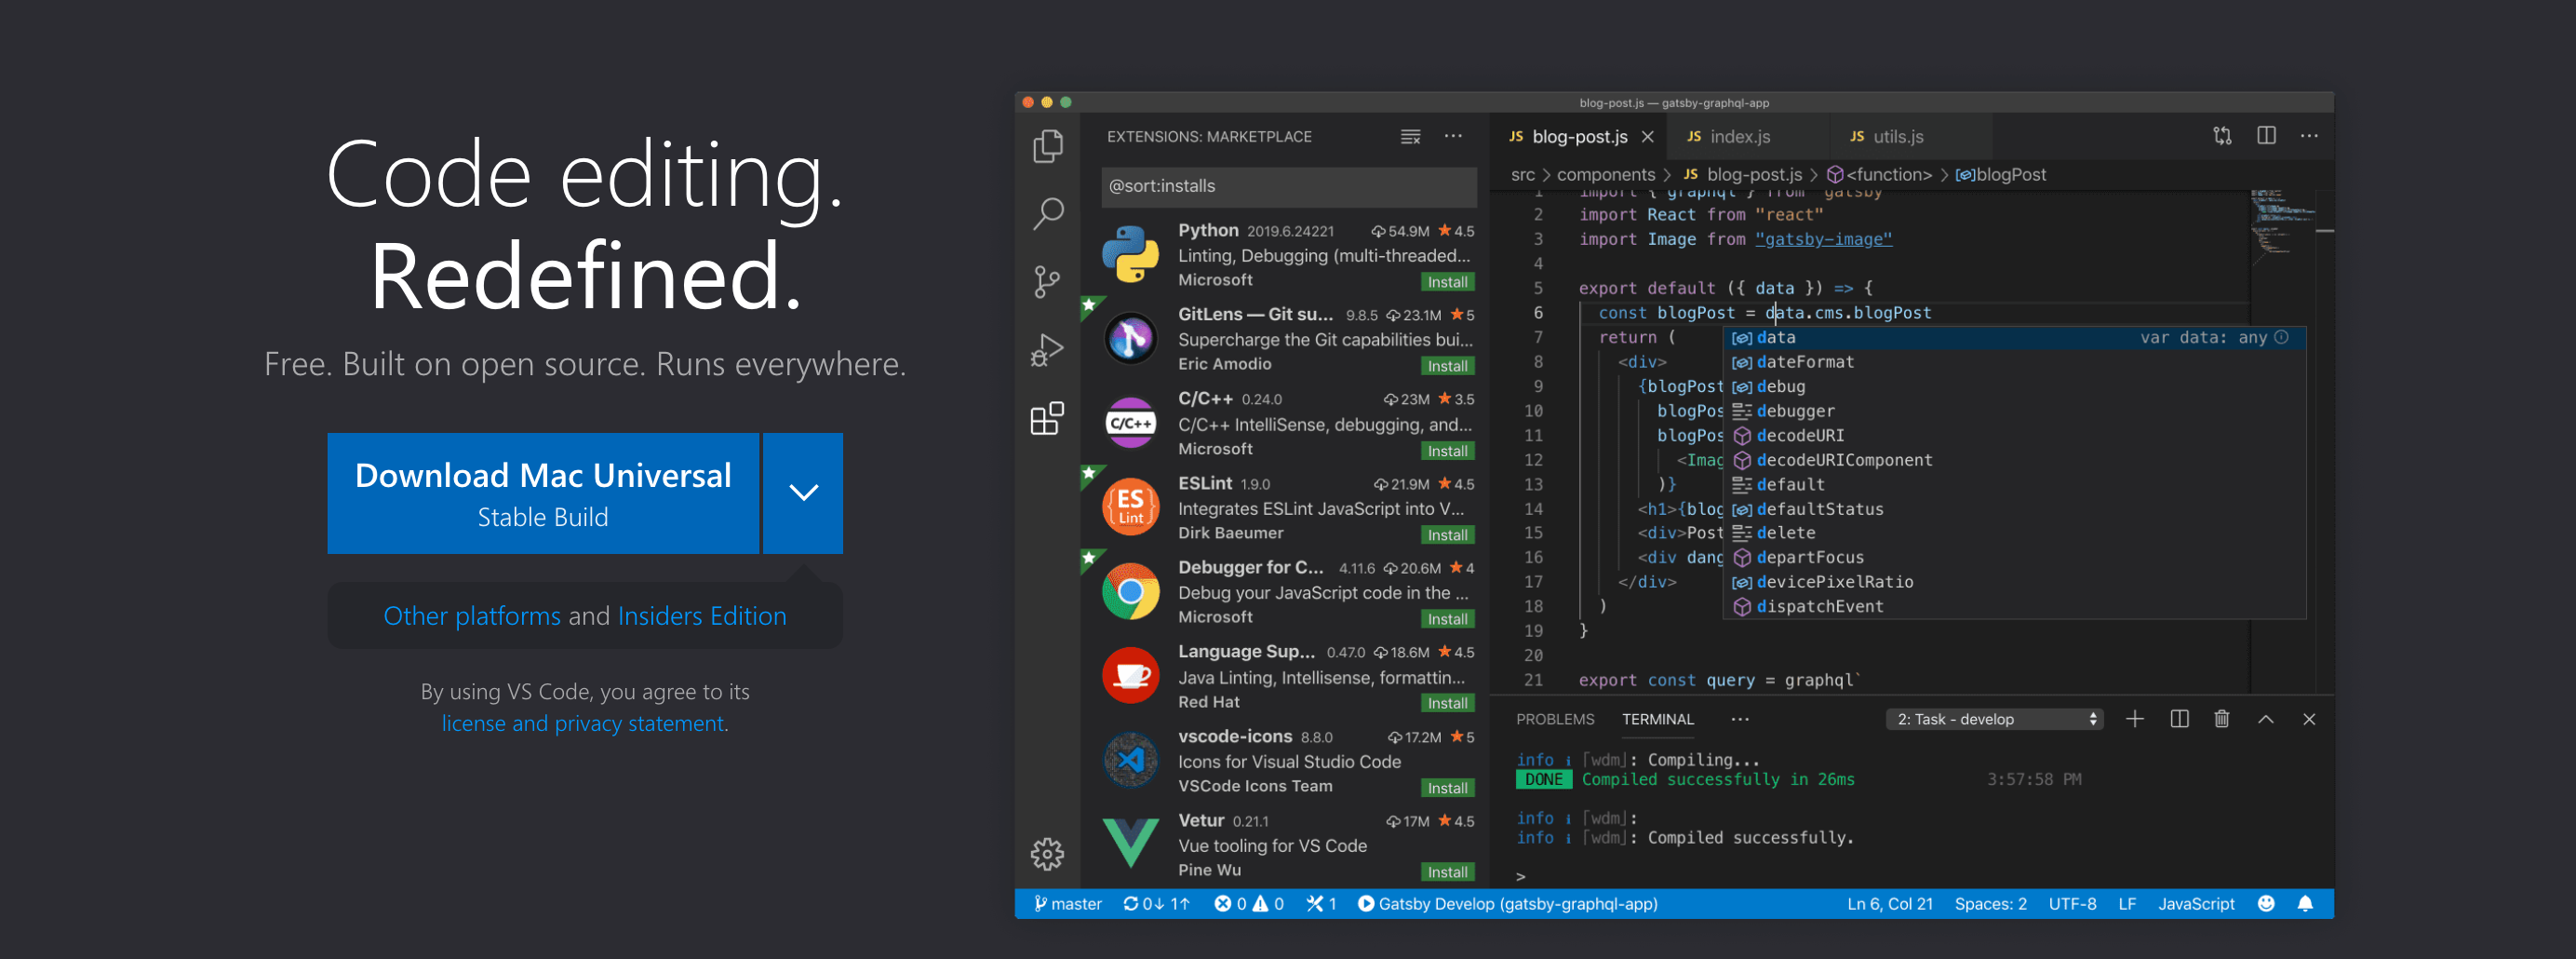 Code editing.
Redefined.
Free. Built on open source. Runs everywhere.
Download Mac Universal
Stable Build
Other platforms and Insiders Edition
By using VS Code, you agree to its
license and privacy statement.
blog-post.js — gatsby-graphql-app
EXTENSIONS: MARKETPLACE
@sort:installs
Python 2019.6.24221 54.9M 4.5
Linting, Debugging (multi-threaded...
Microsoft Install
GitLens — Git su... 9.8.5 23.1M 5
Supercharge the Git capabilities bui...
Eric Amodio Install
C/C++
C/C++ 0.24.0 23M 3.5
C/C++ IntelliSense, debugging, and...
Microsoft Install
ES
Lint
ESLint 1.9.0 21.9M 4.5
Integrates ESLint JavaScript into V...
Dirk Baeumer Install
Debugger for C... 4.11.6 20.6M 4
Debug your JavaScript code in the ...
Microsoft Install
Language Sup... 0.47.0 18.6M 4.5
Java Linting, Intellisense, formattin...
Red Hat Install
vscode-icons 8.8.0 17.2M 5
Icons for Visual Studio Code
VSCode Icons Team Install
Vetur 0.21.1 17M 4.5
Vue tooling for VS Code
Pine Wu Install
JS blog-post.js JS index.js JS utils.js
src > components > JS blog-post.js > <function> > blogPost
1 import { graphql } from "gatsby
2 import React from "react"
3 import Image from "gatsby-image"
4
5 export default ({ data }) => {
6 const blogPost = data.cms.blogPost
7 return (
8 <div>
9 {blogPost
10 blogPos
11 blogPos
12 <Imag
13 )}
14 <h1>{blog
15 <div>Post
16 <div dang
17 </div>
18 )
19 }
20
21 export const query = graphql`
data var data: any
dateFormat
debug
debugger
decodeURI
decodeURIComponent
default
defaultStatus
delete
departFocus
devicePixelRatio
dispatchEvent
PROBLEMS TERMINAL ... 2: Task - develop
info i ｢wdm｣: Compiling...
DONE Compiled successfully in 26ms 3:57:58 PM
info i ｢wdm｣:
info i ｢wdm｣: Compiled successfully.
>
master 0↓ 1↑ 0 0 1 Gatsby Develop (gatsby-graphql-app) Ln 6, Col 21 Spaces: 2 UTF-8 LF JavaScript